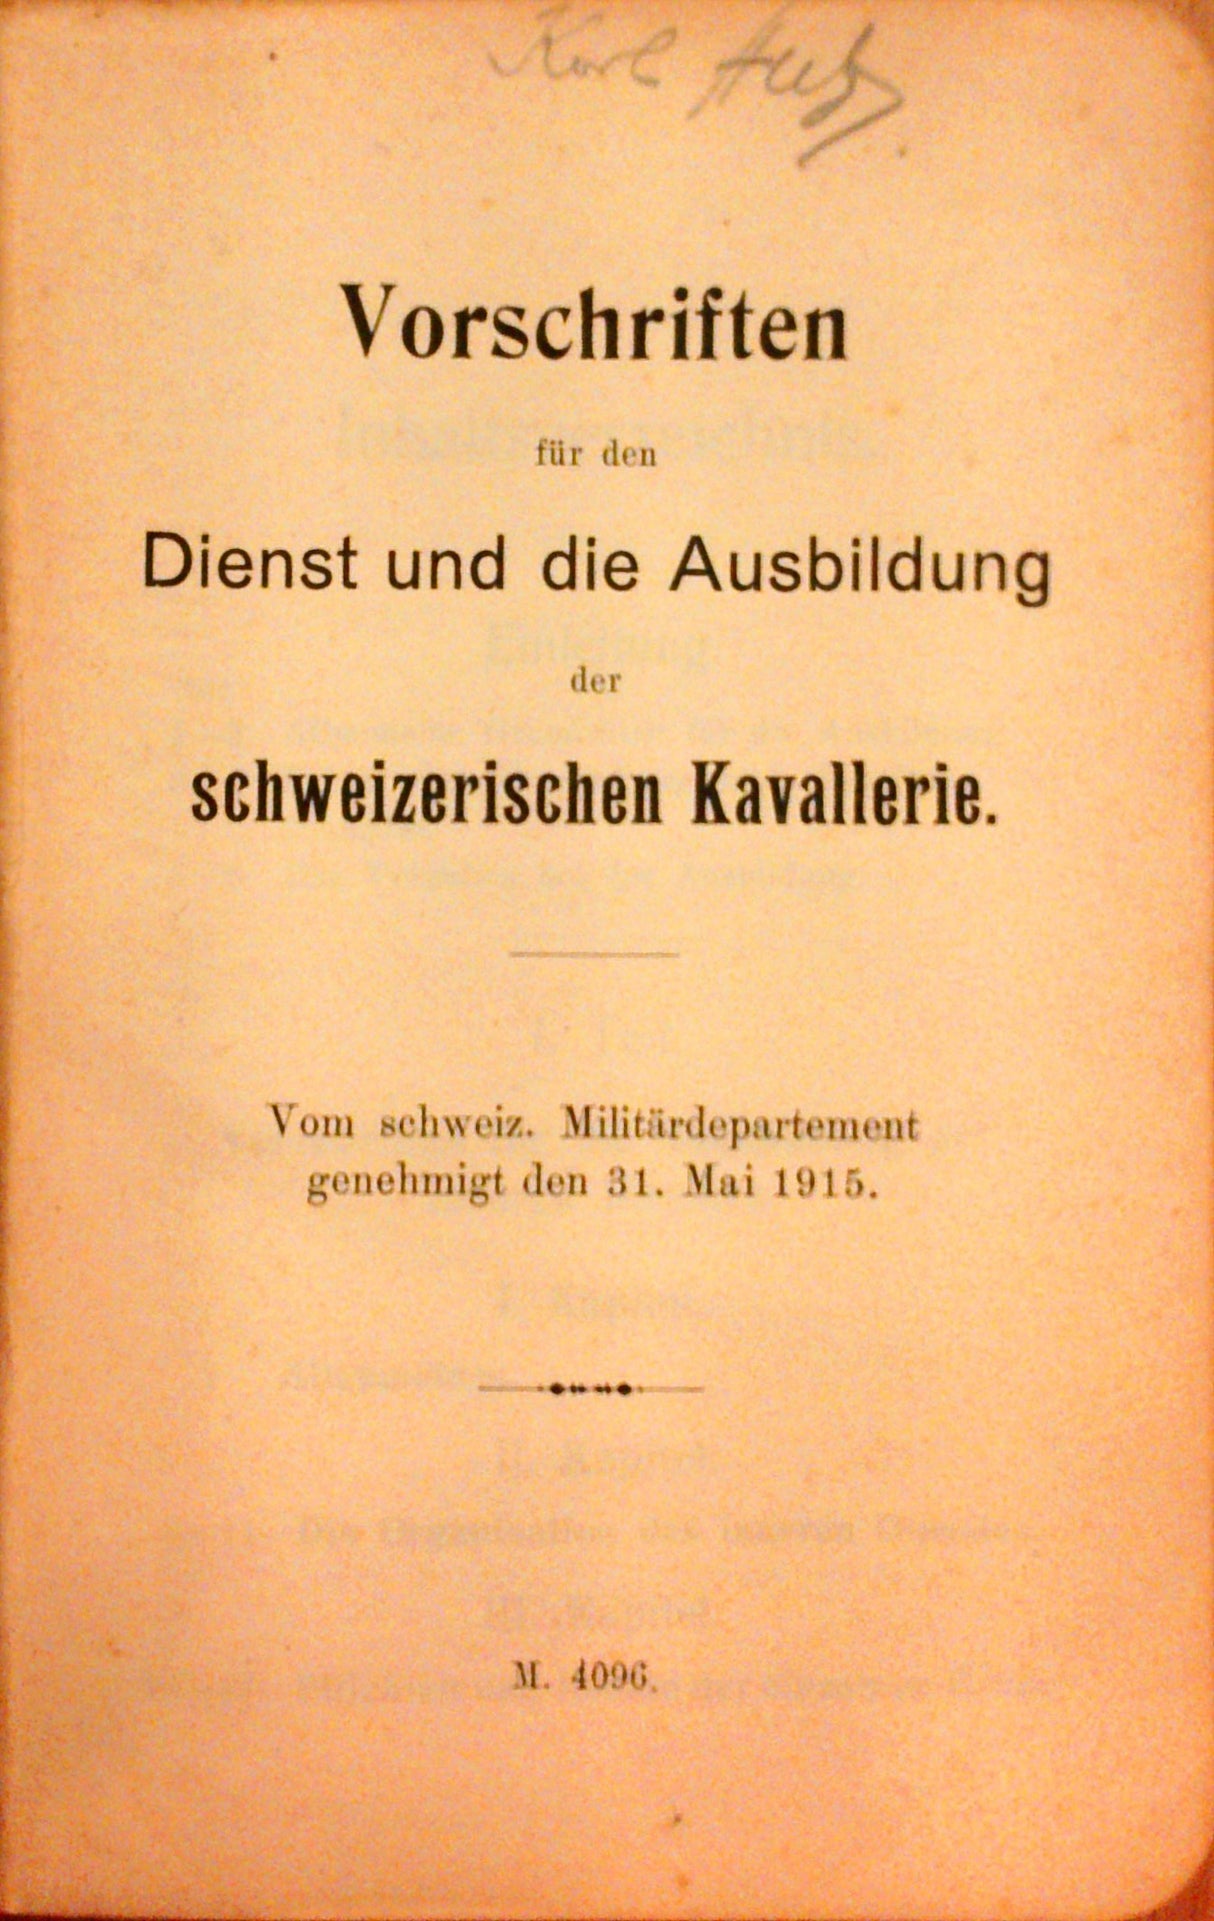 Karl
Vorschriften
für den
Dienst und die Ausbildung
der
schweizerischen Kavallerie.
Vom schweiz. Militärdepartement
genehmigt den 31. Mai 1915.
M. 4096.